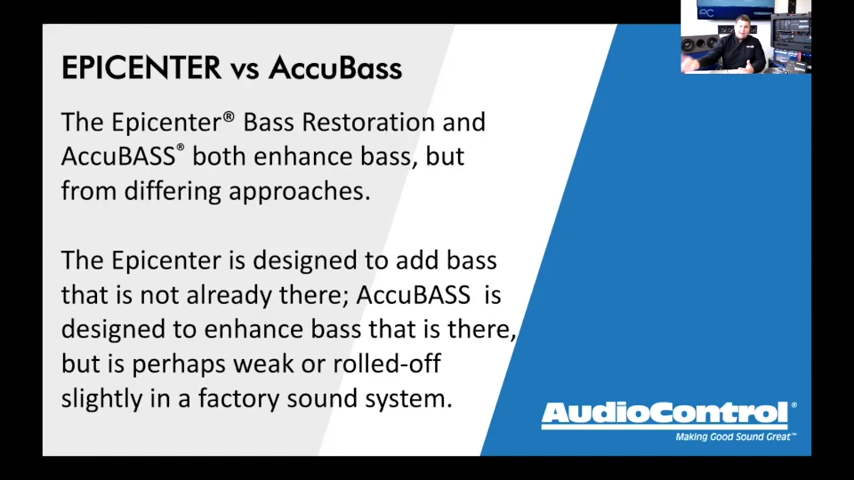 EPICENTER vs AccuBass
The Epicenter® Bass Restoration and
AccuBASS® both enhance bass, but
from differing approaches.
The Epicenter is designed to add bass
that is not already there; AccuBASS is
designed to enhance bass that is there,
but is perhaps weak or rolled-off
slightly in a factory sound system.
AudioControl®
Making Good Sound Great™